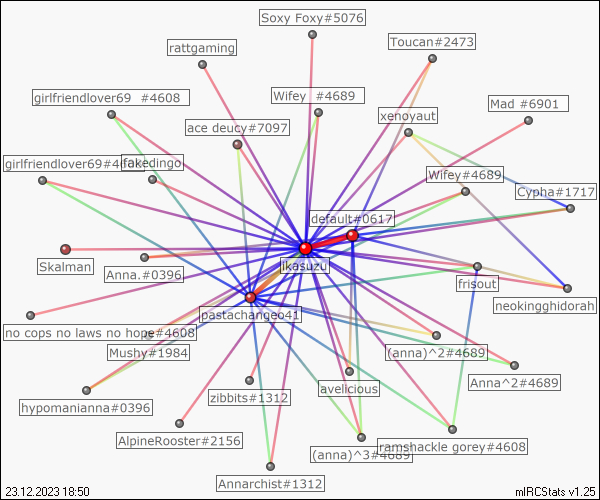 Soxy Foxy#5076
Toucan#2473
rattgaming
girlfriendlover69 #4608
Wifey #4689
Mad #6901
xenoyaut
ace deucy#7097
fakedingo
Wifey#4689
Cypha#1717
default#0617
jkasuzu
Skalman
Anna.#0396
frisout
neokingghidorah
pastachangeo41
no cops no laws no hope#4608
Mushy#1984
(anna)^2#4689
Anna^2#4689
avelicious
zibbits#1312
hypomanianna#0396
AlpineRooster#2156
(anna)^3#4689
ramshackle gorey#4608
Annarchist#1312
23.12.2023 18:50
mIRCStats v1.25